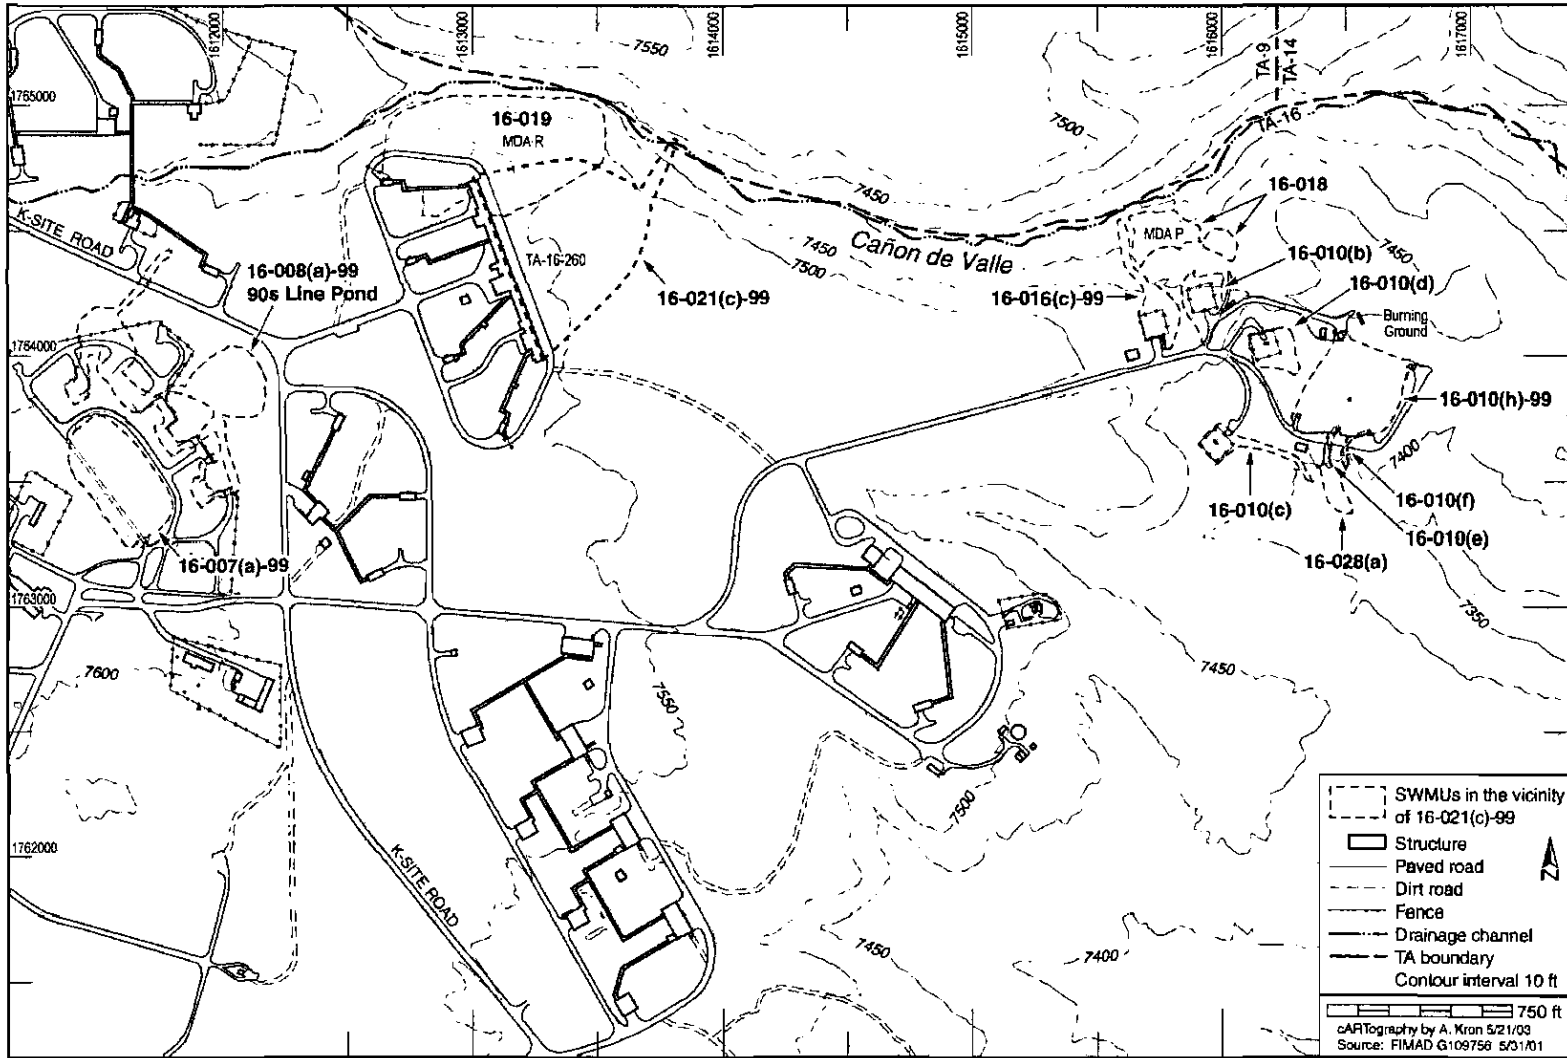 1612000
1613000
1614000
1615000
1616000
1617000
7550
TA-9
TA-14
1765000
16-019
MDA-R
7500
TA-16
7450
16-018
MDA P
K-SITE ROAD
Cañon de Valle
7450
7500
7450
TA-16-260
16-008(a)-99
90s Line Pond
16-021(c)-99
16-016(c)-99
16-010(b)
16-010(d)
Burning
Ground
1764000
16-010(h)-99
7400
16-010(c)
16-010(f)
16-010(e)
16-028(a)
16-007(a)-99
1763000
7350
7600
7550
7450
7500
1762000
K-SITE ROAD
7450
7400
SWMUs in the vicinity
of 16-021(c)-99
Structure
Paved road
Dirt road
Fence
Drainage channel
TA boundary
Contour interval 10 ft
N
750 ft
cARTography by A. Kron 5/21/03
Source: FIMAD G109756 5/31/01